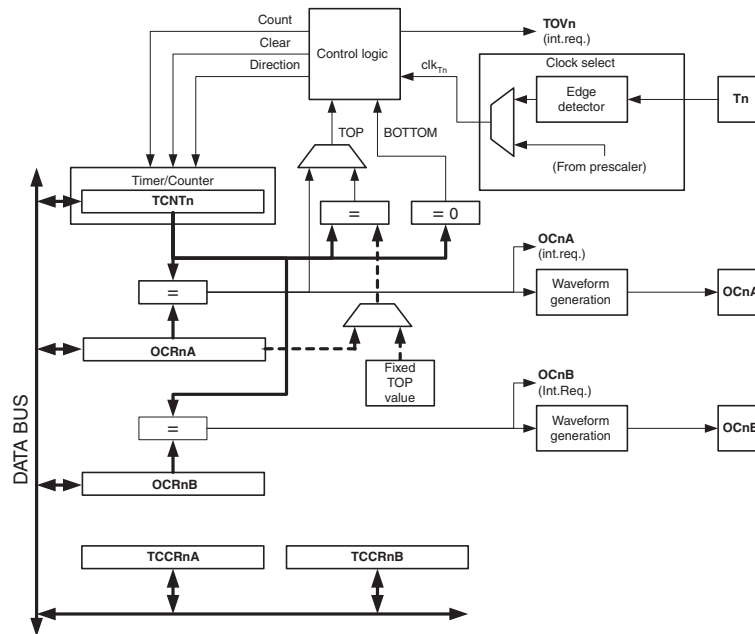 Count
Clear
Direction
Control logic
TOVn
(int.req.)
clkTn
Clock select
Edge
detector
Tn
(From prescaler)
TOP
BOTTOM
Timer/Counter
TCNTn
=
= 0
OCnA
(int.req.)
=
Waveform
generation
OCnA
OCRnA
Fixed
TOP
value
OCnB
(Int.Req.)
=
Waveform
generation
OCnB
OCRnB
DATA BUS
TCCRnA
TCCRnB